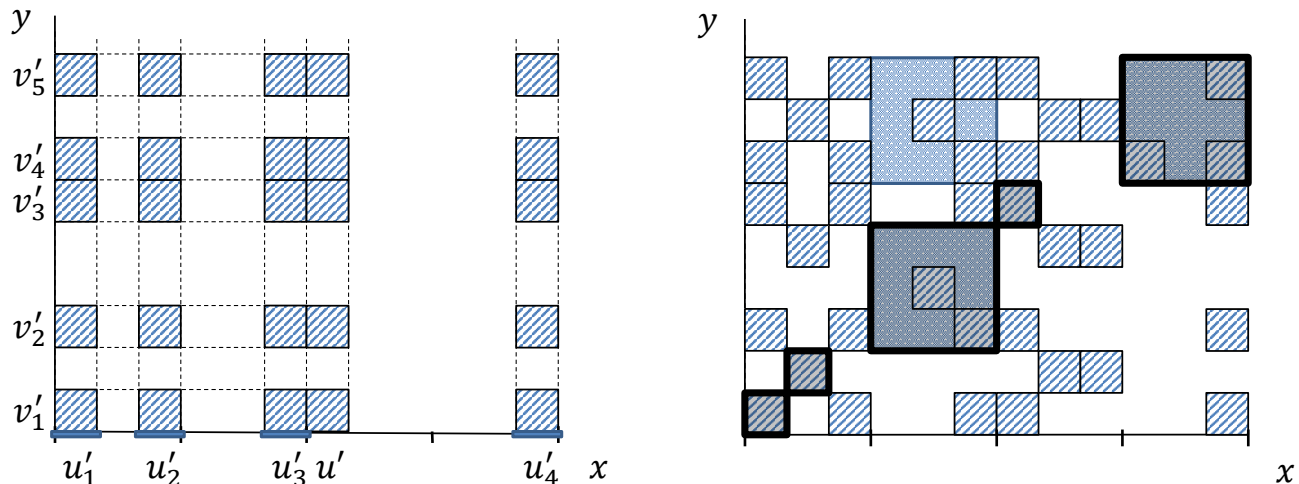 y
v′₅
v′₄
v′₃
v′₂
v′₁
u′₁ u′₂ u′₃ u′ u′₄ x
y
x